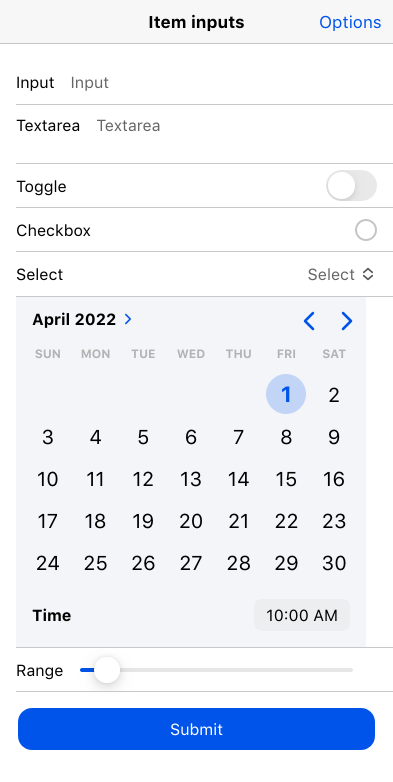 Item inputs Options
Input Input
Textarea Textarea
Toggle
Checkbox
Select Select
April 2022
SUN MON TUE WED THU FRI SAT
1 2
3 4 5 6 7 8 9
10 11 12 13 14 15 16
17 18 19 20 21 22 23
24 25 26 27 28 29 30
Time 10:00 AM
Range
Submit